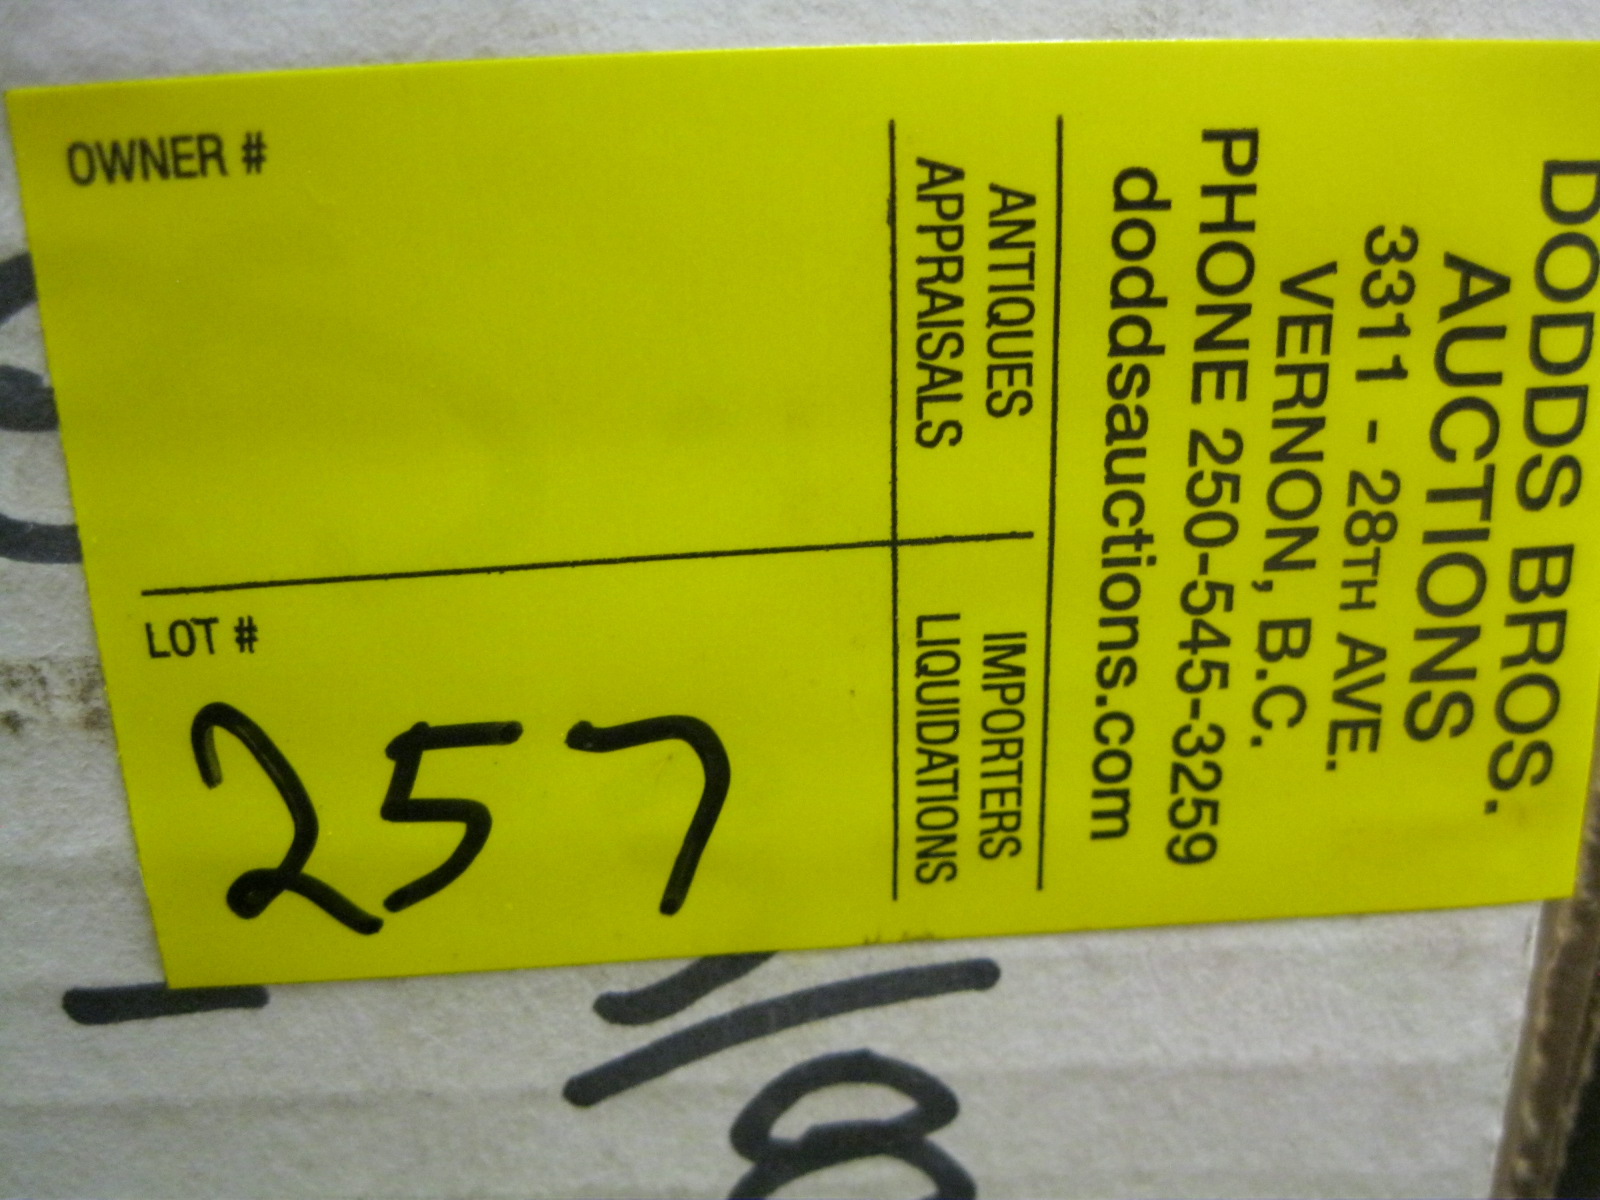 DODDS BROS.
AUCTIONS
3311 - 28TH AVE.
VERNON, B.C.
PHONE 250-545-3259
doddsauctions.com
ANTIQUES IMPORTERS
APPRAISALS LIQUIDATIONS
OWNER #
LOT #
257